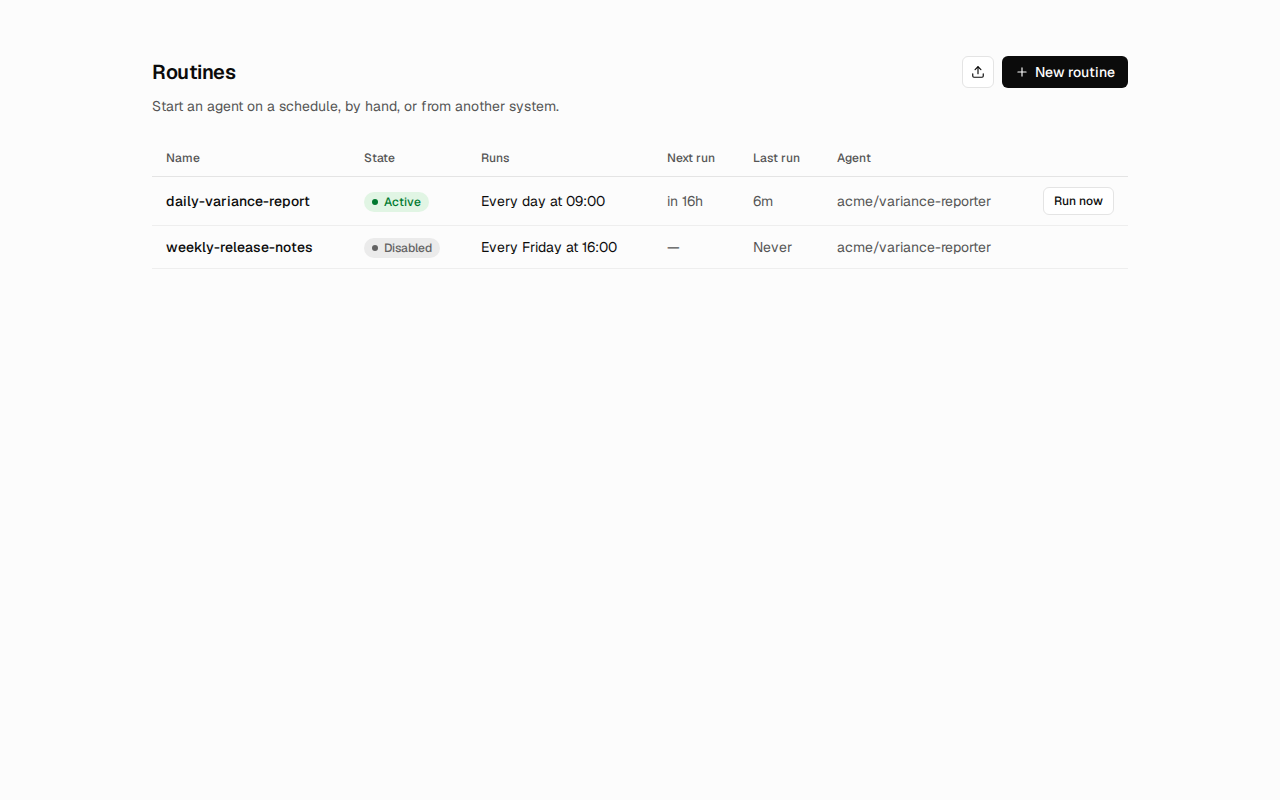 Routines
New routine
Start an agent on a schedule, by hand, or from another system.
Name State Runs Next run Last run Agent
daily-variance-report Active Every day at 09:00 in 16h 6m acme/variance-reporter Run now
weekly-release-notes Disabled Every Friday at 16:00 — Never acme/variance-reporter